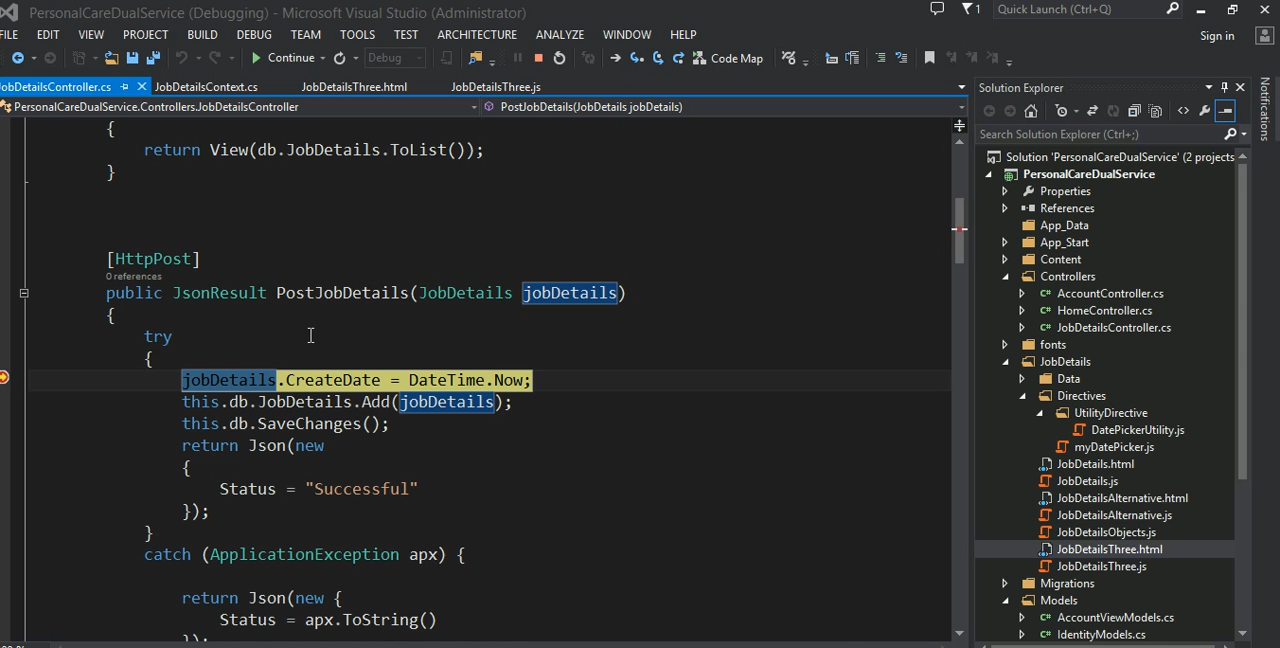 PersonalCareDualService (Debugging) - Microsoft Visual Studio (Administrator)
1
Quick Launch (Ctrl+Q)
FILE EDIT VIEW PROJECT BUILD DEBUG TEAM TOOLS TEST ARCHITECTURE ANALYZE WINDOW HELP
Sign in
Continue Debug Code Map
obDetailsController.cs JobDetailsContext.cs JobDetailsThree.html JobDetailsThree.js
PersonalCareDualService.Controllers.JobDetailsController PostJobDetails(JobDetails jobDetails)
{
return View(db.JobDetails.ToList());
}
[HttpPost]
0 references
public JsonResult PostJobDetails(JobDetails jobDetails)
{
try
{
jobDetails.CreateDate = DateTime.Now;
this.db.JobDetails.Add(jobDetails);
this.db.SaveChanges();
return Json(new
{
Status = "Successful"
});
}
catch (ApplicationException apx) {
return Json(new {
Status = apx.ToString()
});
Solution Explorer
Search Solution Explorer (Ctrl+;)
Solution 'PersonalCareDualService' (2 projects
PersonalCareDualService
Properties
References
App_Data
App_Start
Content
Controllers
C# AccountController.cs
C# HomeController.cs
C# JobDetailsController.cs
fonts
JobDetails
Data
Directives
UtilityDirective
DatePickerUtility.js
myDatePicker.js
JobDetails.html
JobDetails.js
JobDetailsAlternative.html
JobDetailsAlternative.js
JobDetailsObjects.js
JobDetailsThree.html
JobDetailsThree.js
Migrations
Models
C# AccountViewModels.cs
C# IdentityModels.cs
Notifications